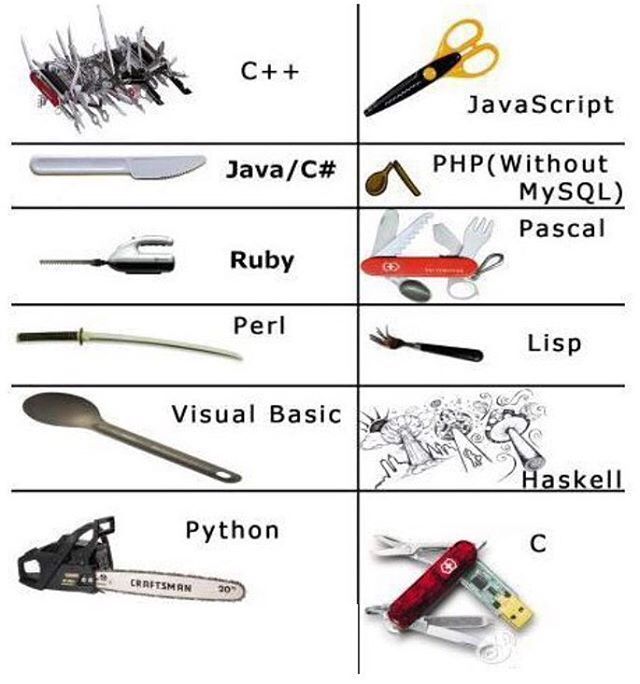 C++
JavaScript
Java/C#
PHP(Without
MySQL)
Ruby
Pascal
Perl
Lisp
Visual Basic
Haskell
Python
CRAFTSMAN 20"
C